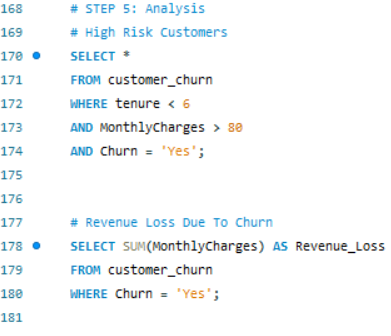 168 # STEP 5: Analysis
169 # High Risk Customers
170 SELECT *
171 FROM customer_churn
172 WHERE tenure < 6
173 AND MonthlyCharges > 80
174 AND Churn = 'Yes';
175
176
177 # Revenue Loss Due To Churn
178 SELECT SUM(MonthlyCharges) AS Revenue_Loss
179 FROM customer_churn
180 WHERE Churn = 'Yes';
181